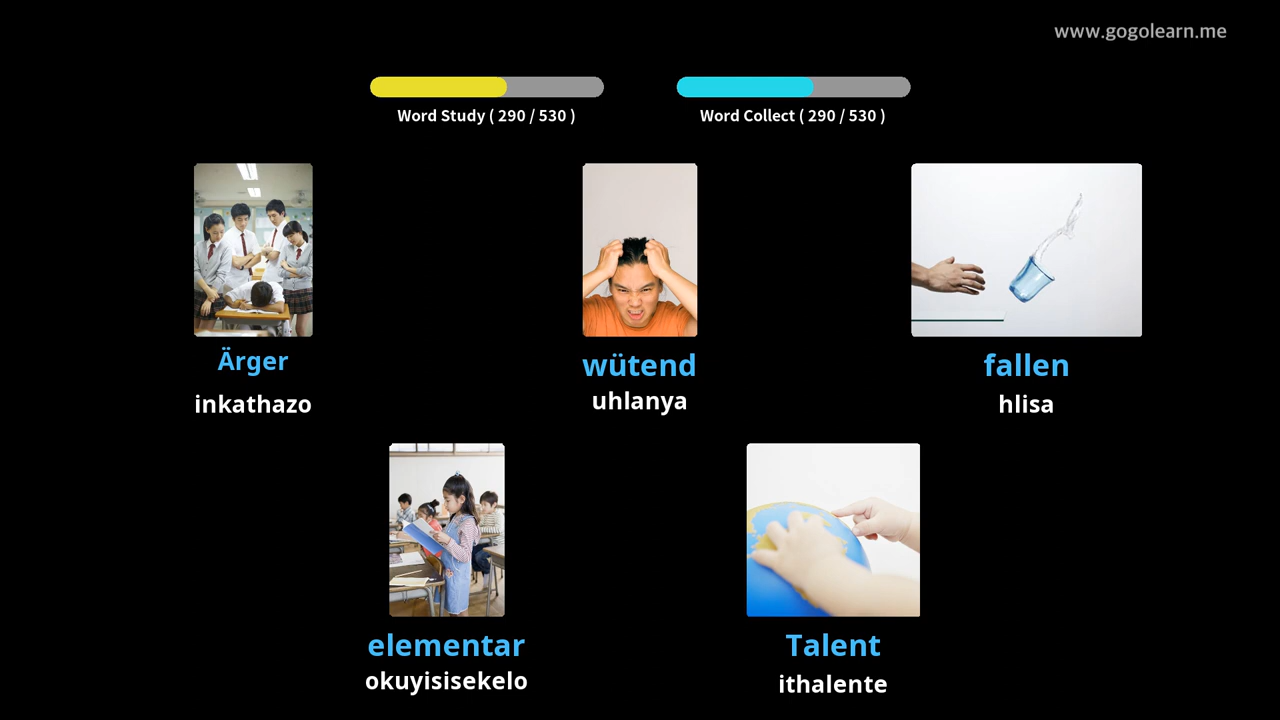 www.gogolearn.me
Word Study ( 290 / 530 )
Word Collect ( 290 / 530 )
Ärger
inkathazo
wütend
uhlanya
fallen
hlisa
elementar
okuyisisekelo
Talent
ithalente